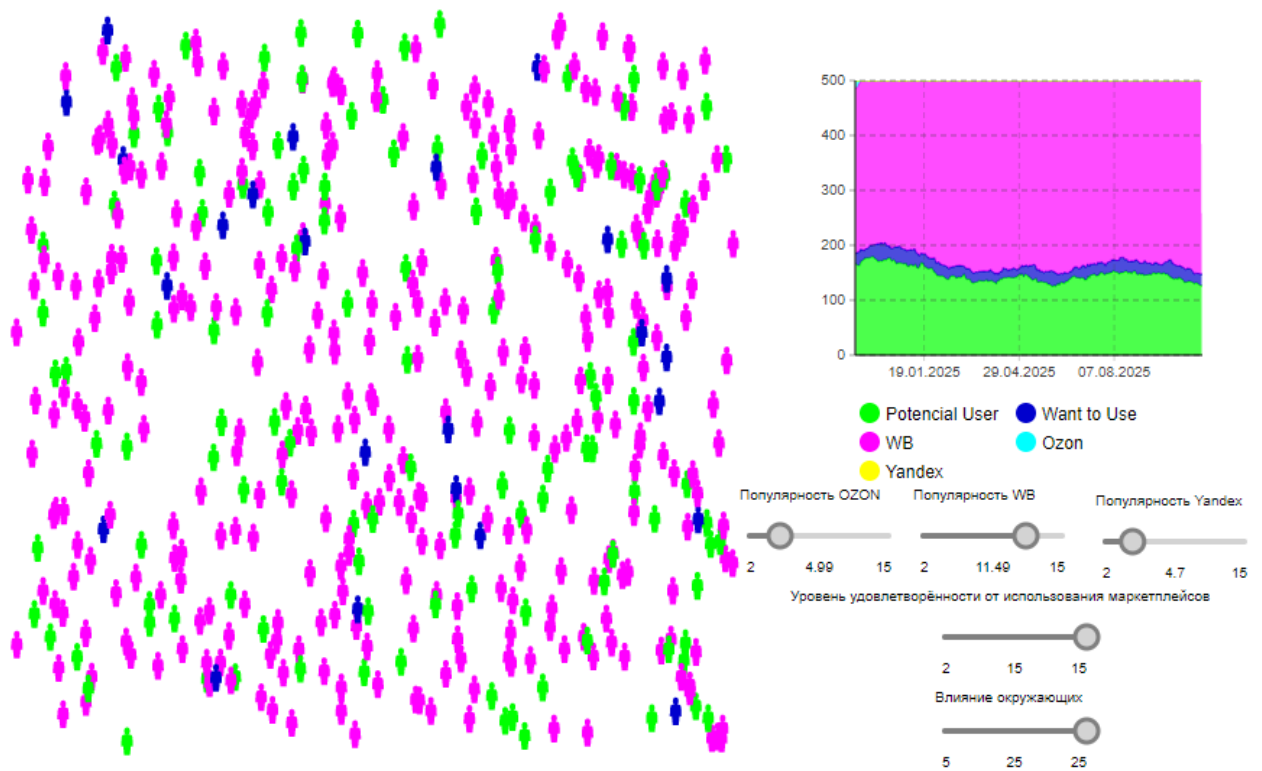 500
400
300
200
100
0
19.01.2025 29.04.2025 07.08.2025
Potencial User Want to Use
WB Ozon
Yandex
Популярность OZON Популярность WB Популярность Yandex
2 4.99 15 2 11.49 15 2 4.7 15
Уровень удовлетворённости от использования маркетплейсов
2 15 15
Влияние окружающих
5 25 25